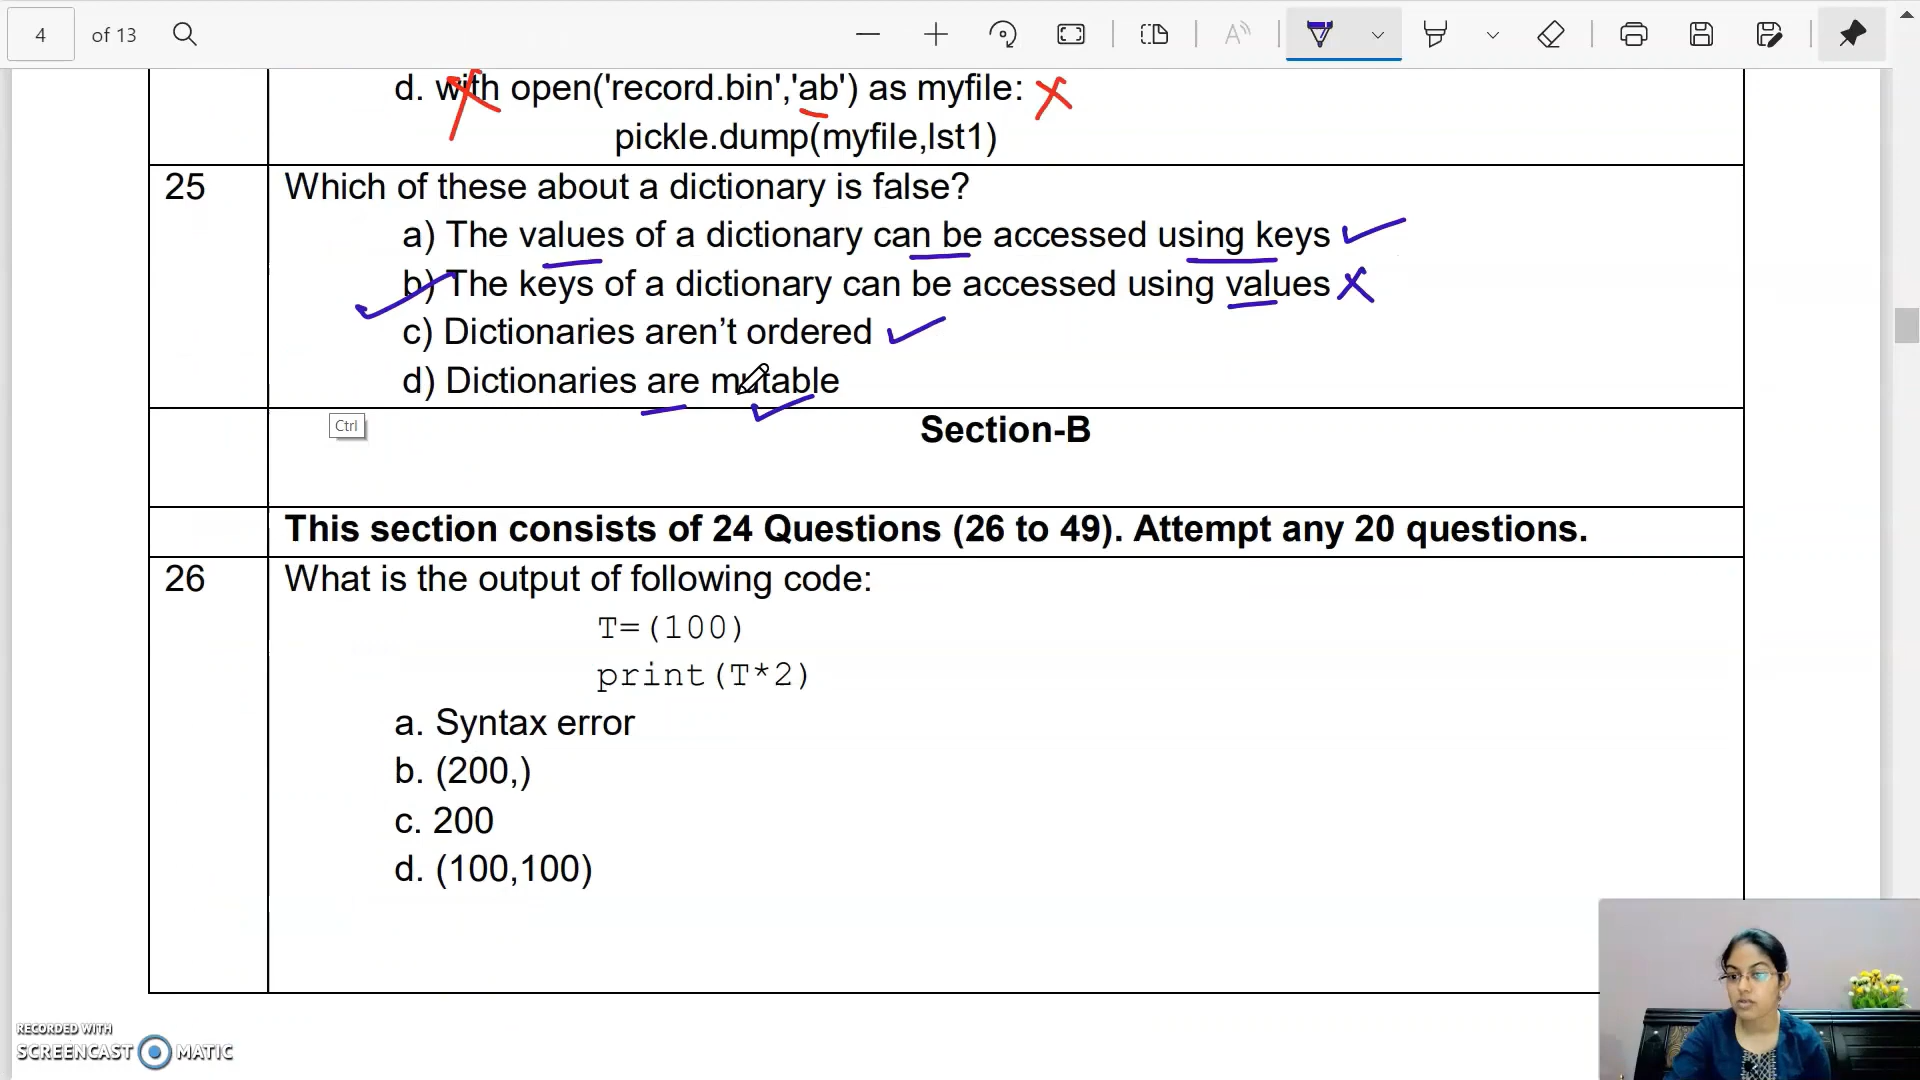 4 of 13
d. with open('record.bin','ab') as myfile:
pickle.dump(myfile,lst1)
25 Which of these about a dictionary is false?
a) The values of a dictionary can be accessed using keys
b) The keys of a dictionary can be accessed using values
c) Dictionaries aren’t ordered
d) Dictionaries are mutable
Ctrl
Section-B
This section consists of 24 Questions (26 to 49). Attempt any 20 questions.
26 What is the output of following code:
T=(100)
print(T*2)
a. Syntax error
b. (200,)
c. 200
d. (100,100)
RECORDED WITH
SCREENCAST MATIC